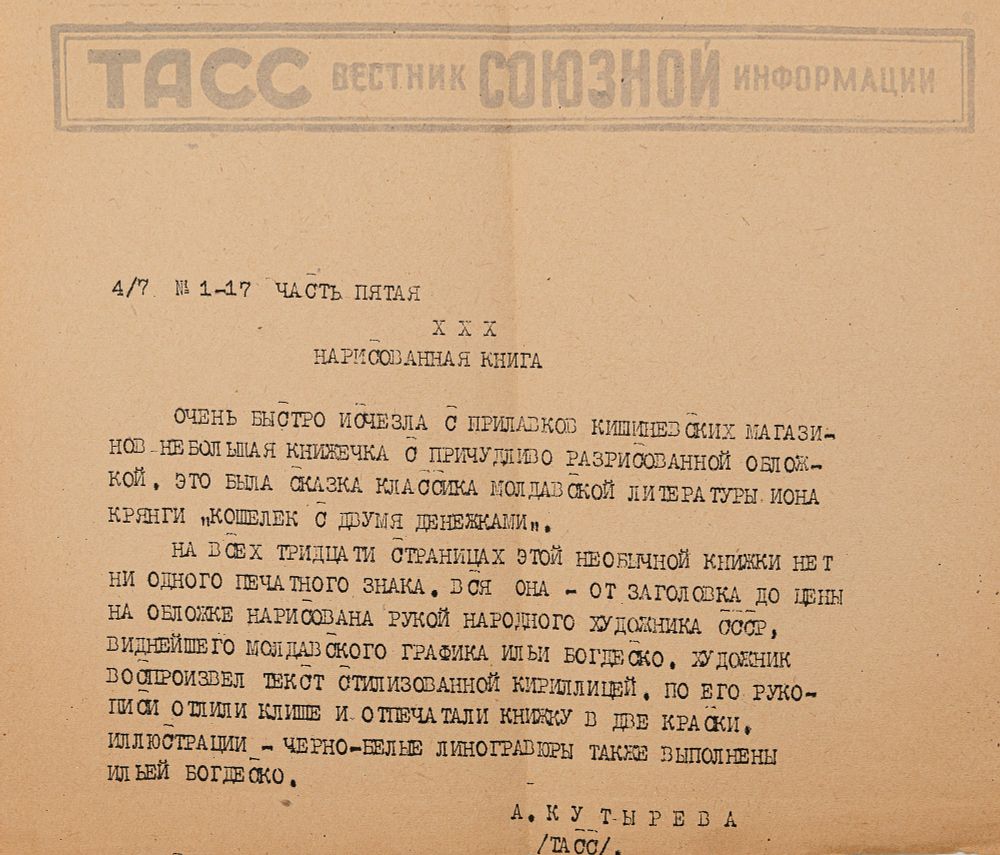 ТАСС ВЕСТНИК СОЮЗНОЙ ИНФОРМАЦИИ
4/7 № 1-17 ЧАСТЬ ПЯТАЯ
Х Х Х
НАРИСОВАННАЯ КНИГА
ОЧЕНЬ БЫСТРО ИСЧЕЗЛА С ПРИЛАВКОВ КИШИНЕВСКИХ МАГАЗИ-
НОВ НЕБОЛЬШАЯ КНИЖЕЧКА С ПРИЧУДЛИВО РАЗРИСОВАННОЙ ОБЛОЖ-
КОЙ. ЭТО БЫЛА СКАЗКА КЛАССИКА МОЛДАВСКОЙ ЛИТЕРАТУРЫ ИОНА
КРЯНГИ „КОШЕЛЕК С ДВУМЯ ДЕНЕЖКАМИ„.
НА ВСЕХ ТРИДЦАТИ СТРАНИЦАХ ЭТОЙ НЕОБЫЧНОЙ КНИЖКИ НЕТ
НИ ОДНОГО ПЕЧАТНОГО ЗНАКА. ВСЯ ОНА - ОТ ЗАГОЛОВКА ДО ЦЕНЫ
НА ОБЛОЖКЕ НАРИСОВАНА РУКОЙ НАРОДНОГО ХУДОЖНИКА СССР,
ВИДНЕЙШЕГО МОЛДАВСКОГО ГРАФИКА ИЛЬИ БОГДЕСКО. ХУДОЖНИК
ВОСПРОИЗВЕЛ ТЕКСТ СТИЛИЗОВАННОЙ КИРИЛЛИЦЕЙ. ПО ЕГО РУКО-
ПИСИ ОТЛИЛИ КЛИШЕ И ОТПЕЧАТАЛИ КНИЖКУ В ДВЕ КРАСКИ.
ИЛЛЮСТРАЦИИ - ЧЕРНО-БЕЛЫЕ ЛИНОГРАВЮРЫ ТАКЖЕ ВЫПОЛНЕНЫ
ИЛЬЕЙ БОГДЕСКО.
А. К У Т Ы Р Е В А
/ТАСС/.